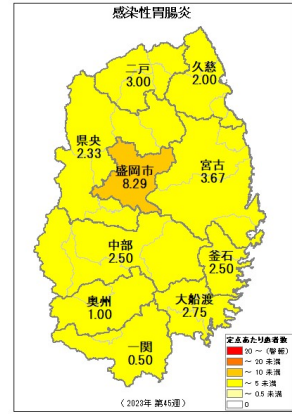 感染性胃腸炎
二戸
3.00
久慈
2.00
県央
2.33
盛岡市
8.29
宮古
3.67
中部
2.50
釜石
2.50
奥州
1.00
大船渡
2.75
一関
0.50
定点あたり患者数
20 ~ (警報)
~ 20 未満
~ 10 未満
~ 5 未満
~ 0.5 未満
0
(2023年 第45週)